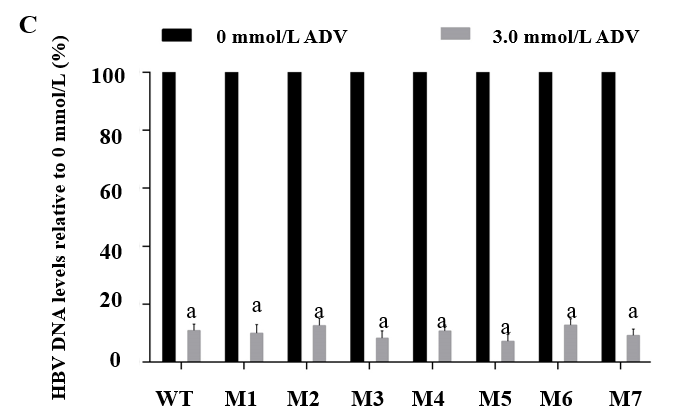 C
0 mmol/L ADV
3.0 mmol/L ADV
HBV DNA levels relative to 0 mmol/L (%)
100
80
60
40
20
0
a a a a a a a a
WT M1 M2 M3 M4 M5 M6 M7